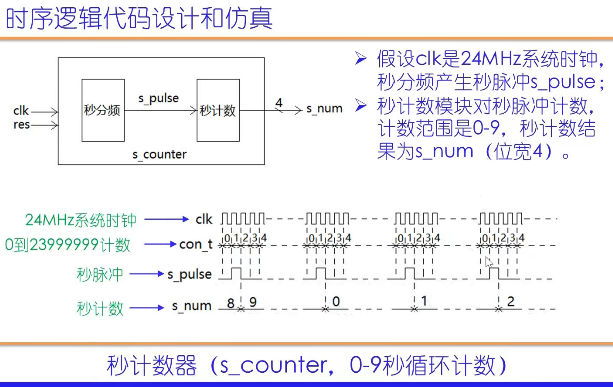 时序逻辑代码设计和仿真
clk
res
秒分频
s_pulse
秒计数
4
s_num
s_counter
➢ 假设clk是24MHz系统时钟，
秒分频产生秒脉冲s_pulse；
➢ 秒计数模块对秒脉冲计数，
计数范围是0-9，秒计数结
果为s_num（位宽4）。
24MHz系统时钟 clk
0到23999999计数 con_t 0 1 2 3 4 0 1 2 3 4 0 1 2 3 4 0 1 2 3 4
秒脉冲 s_pulse
秒计数 s_num 8 9 0 1 2
秒计数器（s_counter，0-9秒循环计数）